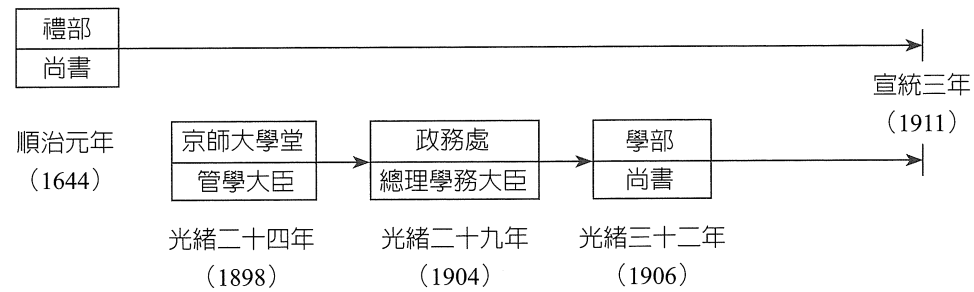 禮部
尚書
宣統三年
（1911）
順治元年
（1644）
京師大學堂
管學大臣
政務處
總理學務大臣
學部
尚書
光緒二十四年
（1898）
光緒二十九年
（1904）
光緒三十二年
（1906）